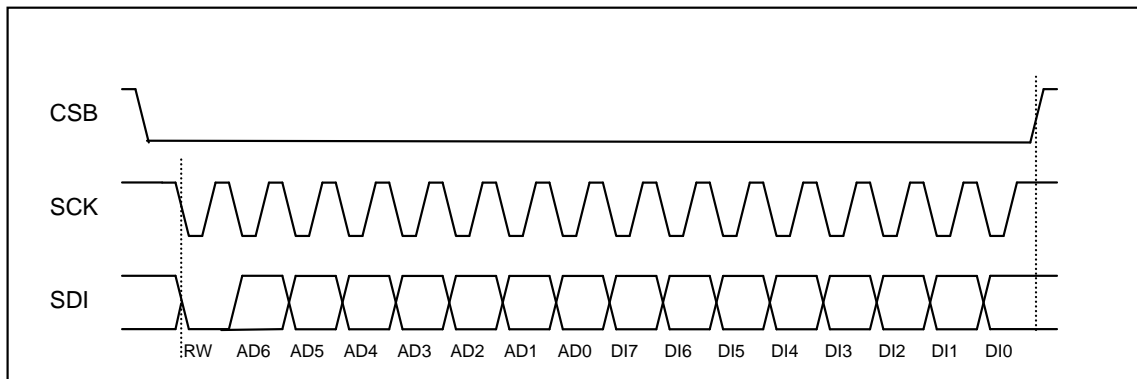 CSB
SCK
SDI
RW AD6 AD5 AD4 AD3 AD2 AD1 AD0 DI7 DI6 DI5 DI4 DI3 DI2 DI1 DI0